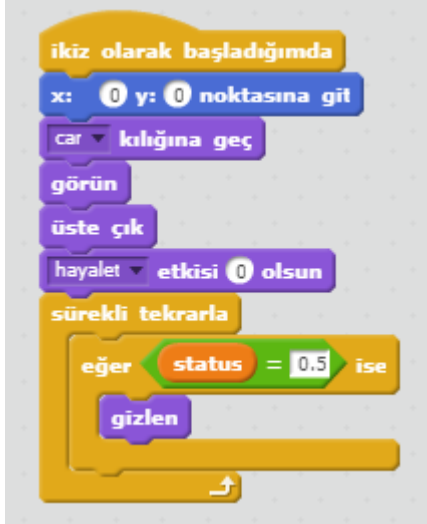 ikiz olarak başladığımda
x: 0 y: 0 noktasına git
car kılığına geç
görün
üste çık
hayalet etkisi 0 olsun
sürekli tekrarla
eğer status = 0.5 ise
gizlen